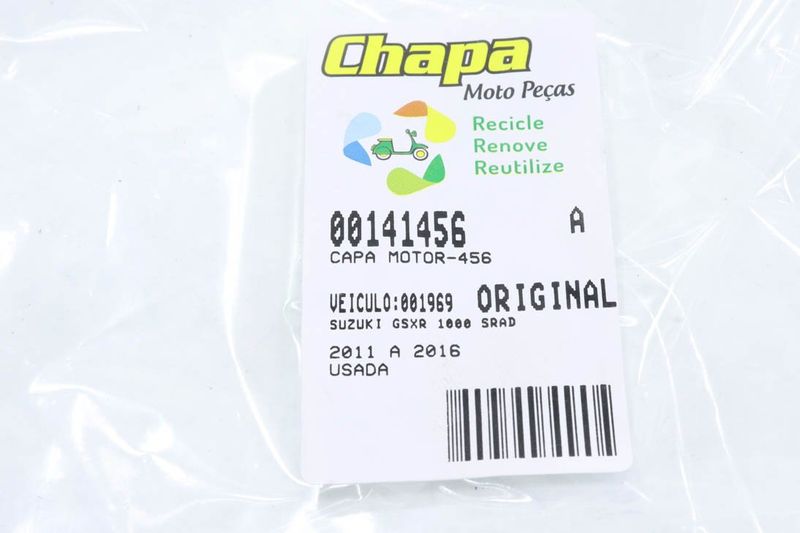 Chapa
Moto Peças
Recicle
Renove
Reutilize
00141456 A
CAPA MOTOR-456
VEICULO:001969 ORIGINAL
SUZUKI GSXR 1000 SRAD
2011 A 2016
USADA